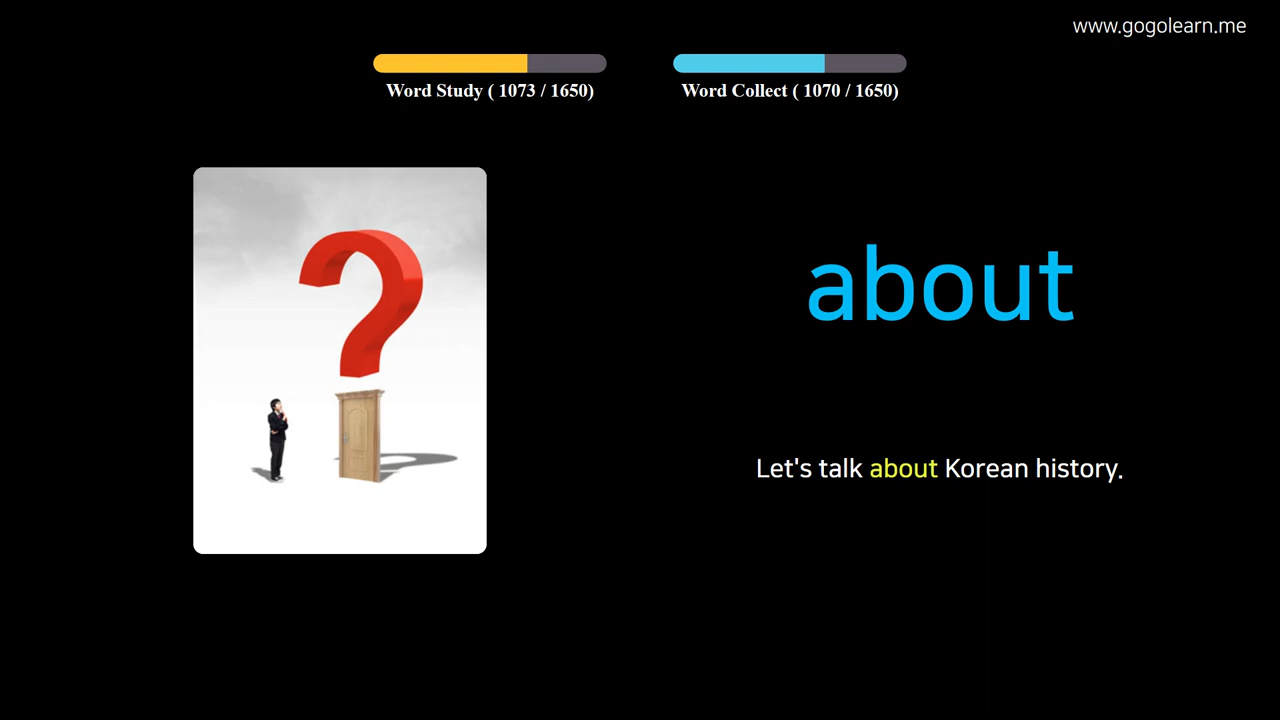 www.gogolearn.me
Word Study ( 1073 / 1650)
Word Collect ( 1070 / 1650)
about
Let's talk about Korean history.